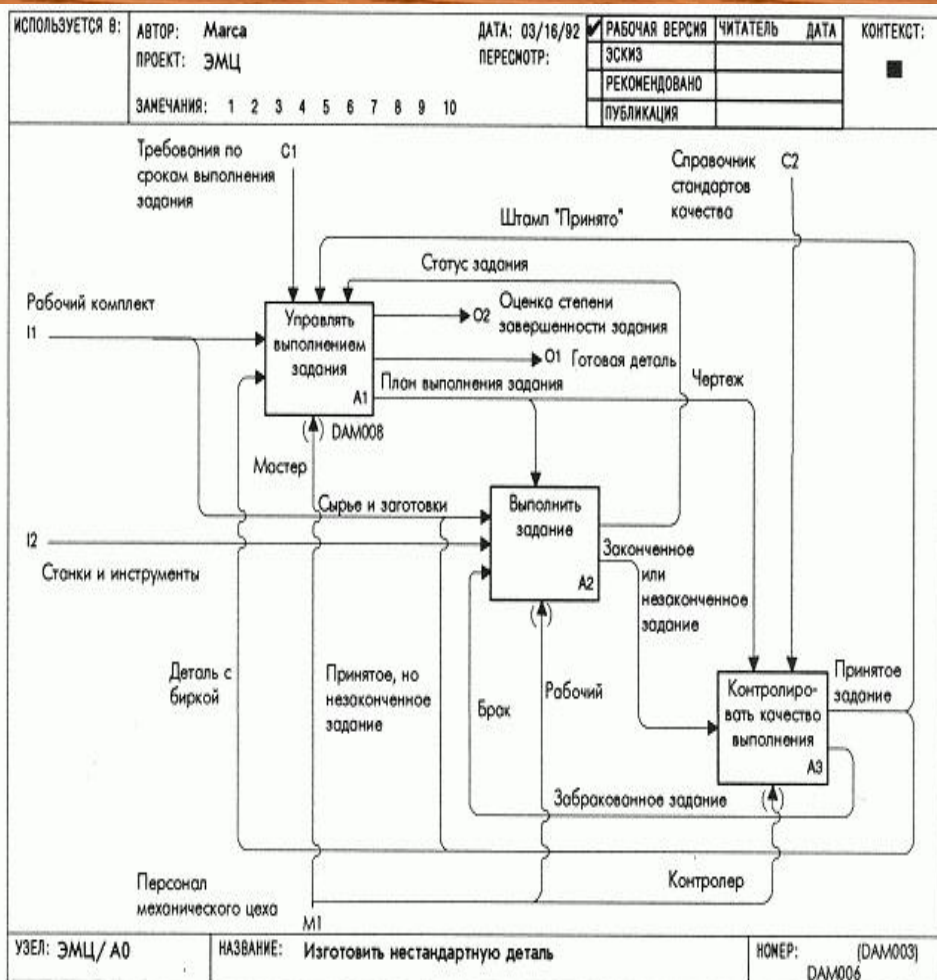 ИСПОЛЬЗУЕТСЯ В:
АВТОР: Marca
ДАТА: 03/16/92
ПРОЕКТ: ЭМЦ
ПЕРЕСМОТР:
ЗАМЕЧАНИЯ: 1 2 3 4 5 6 7 8 9 10
РАБОЧАЯ ВЕРСИЯ
ЧИТАТЕЛЬ ДАТА
ЭСКИЗ
РЕКОМЕНДОВАНО
ПУБЛИКАЦИЯ
КОНТЕКСТ:
Требования по
срокам выполнения
задания
C1
Справочник
стандартов
качества
C2
Штамп "Принято"
Статус задания
Рабочий комплект
I1
Управлять
выполнением
задания
A1
O2
Оценка степени
завершенности задания
O1 Готовая деталь
План выполнения задания
Чертеж
DAM008
Мастер
Сырье и заготовки
I2
Станки и инструменты
Выполнить
задание
A2
Законченное
или
незаконченное
задание
Деталь с
биркой
Принятое, но
незаконченное
задание
Брак
Рабочий
Контролиро-
вать качество
выполнения
A3
Принятое
задание
Забракованное задание
Контролер
Персонал
механического цеха
M1
УЗЕЛ: ЭМЦ/A0
НАЗВАНИЕ: Изготовить нестандартную деталь
НОМЕР: (DAM003)
DAM006